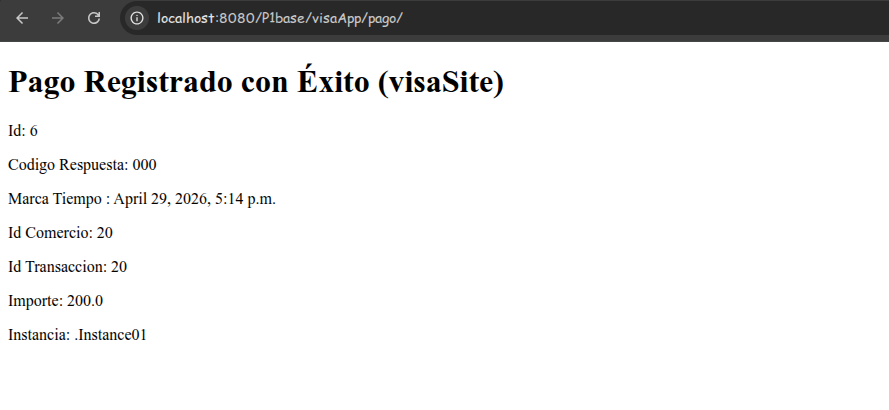 localhost:8080/P1base/visaApp/pago/
Pago Registrado con Éxito (visaSite)
Id: 6
Codigo Respuesta: 000
Marca Tiempo : April 29, 2026, 5:14 p.m.
Id Comercio: 20
Id Transaccion: 20
Importe: 200.0
Instancia: .Instance01